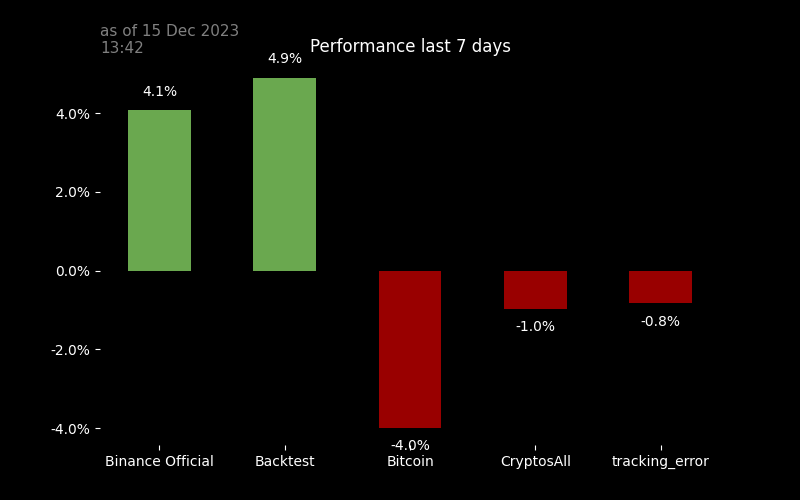 as of 15 Dec 2023
13:42
Performance last 7 days
4.9%
4.1%
4.0%
2.0%
0.0%
-2.0%
-4.0%
-1.0%
-0.8%
-4.0%
Binance Official
Backtest
Bitcoin
CryptosAll
tracking_error